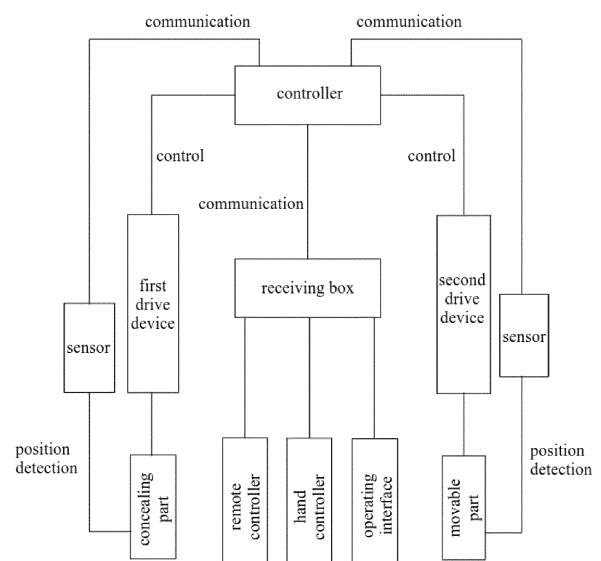 communication
communication
controller
control
control
communication
first
drive
device
receiving box
second
drive
device
sensor
sensor
position
detection
position
detection
concealing
part
remote
controller
hand
controller
operating
interface
movable
part